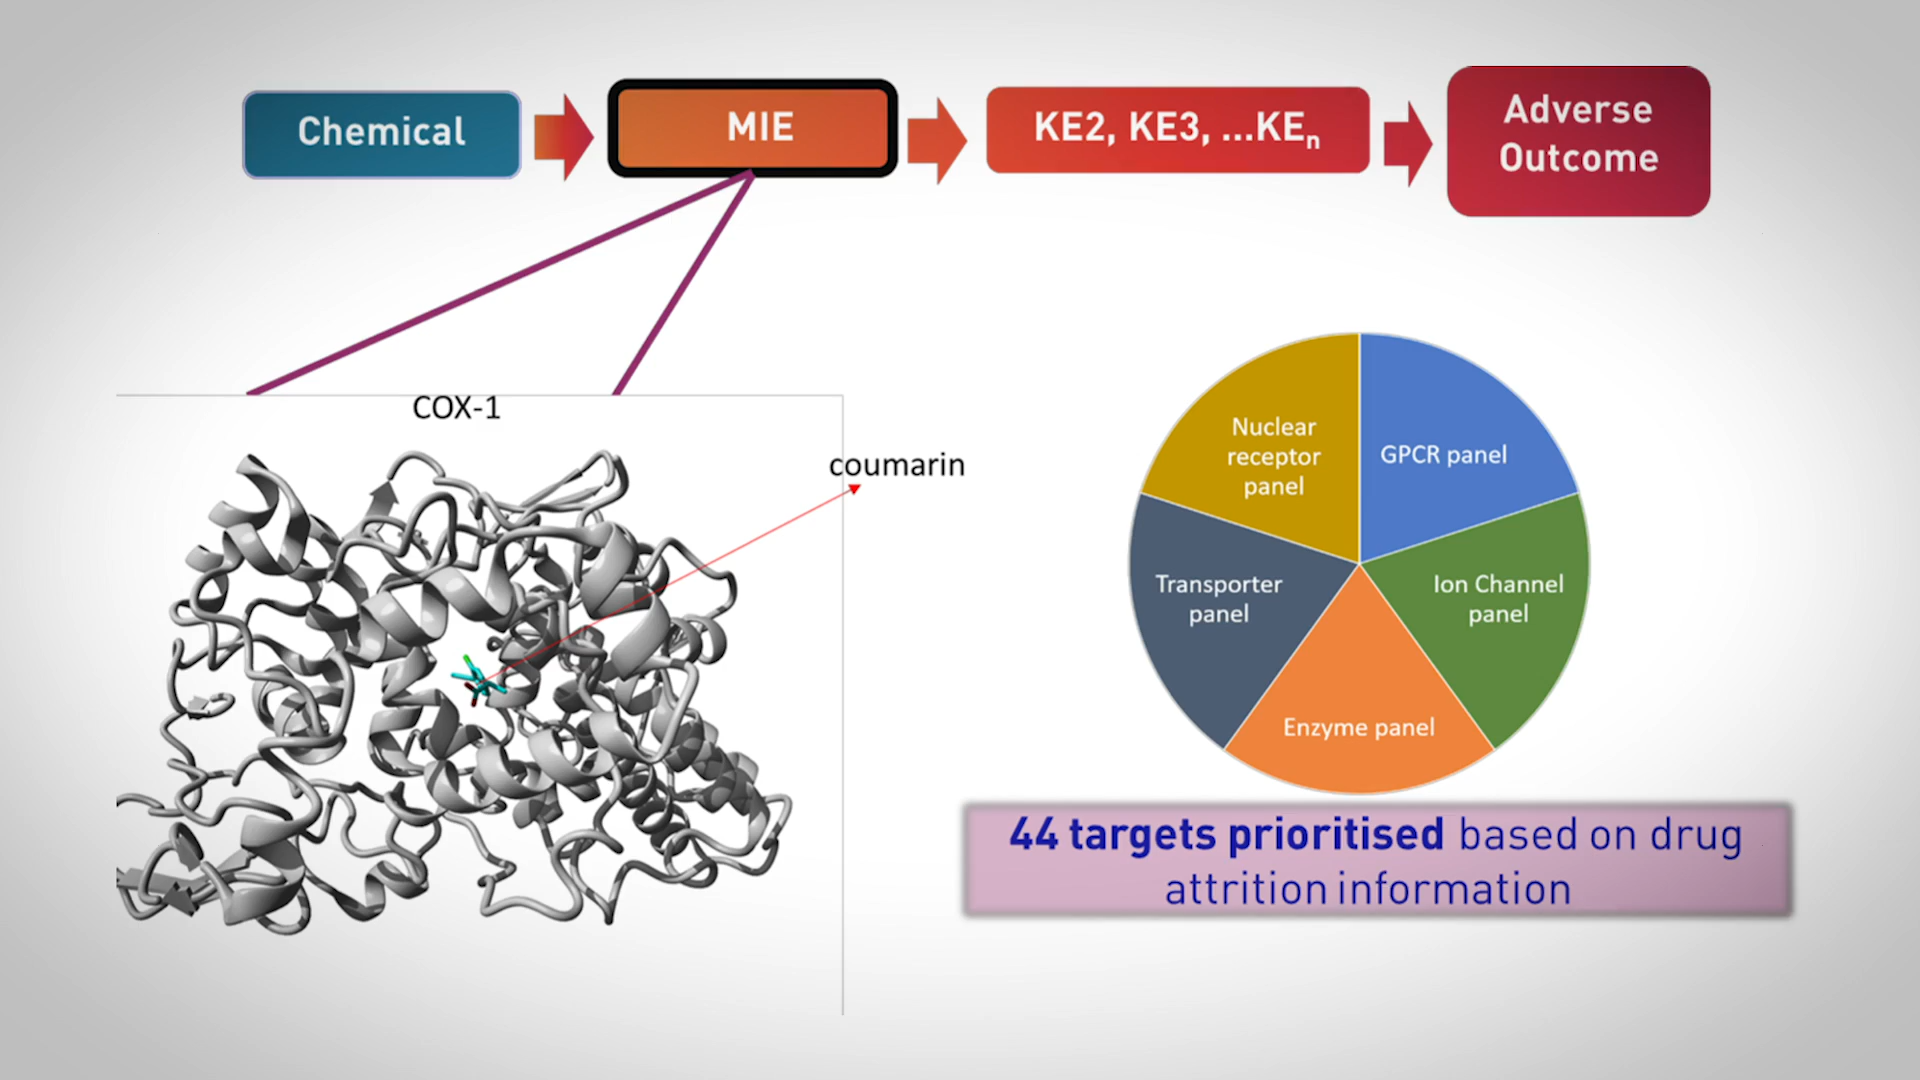 Chemical
MIE
KE2, KE3, ...KEn
Adverse
Outcome
COX-1
coumarin
Nuclear
receptor
panel
GPCR panel
Transporter
panel
Ion Channel
panel
Enzyme panel
44 targets prioritised based on drug
attrition information